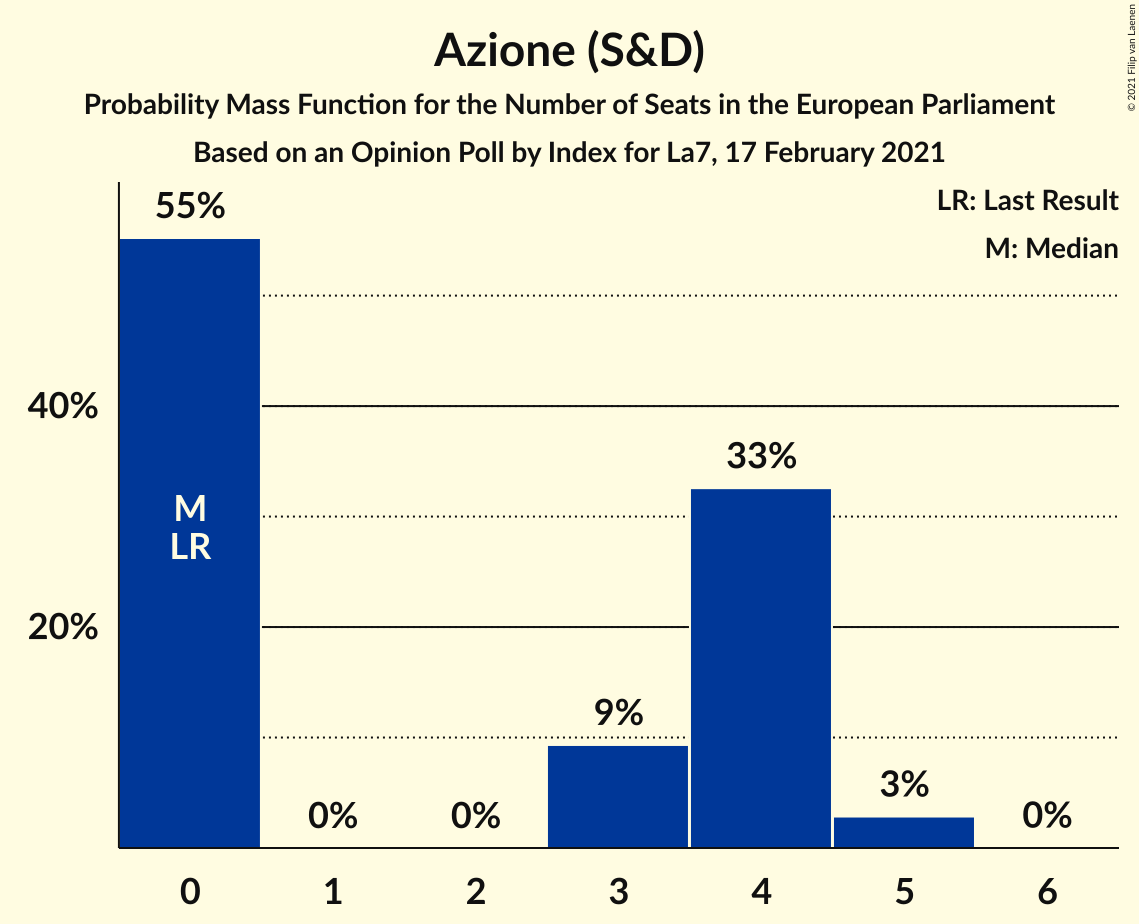 Azione (S&D)
Probability Mass Function for the Number of Seats in the European Parliament
Based on an Opinion Poll by Index for La7, 17 February 2021
© 2021 Filip van Laenen
LR: Last Result
M: Median
55%
40%
33%
M
LR
20%
9%
3%
0%
0%
0%
0
1
2
3
4
5
6